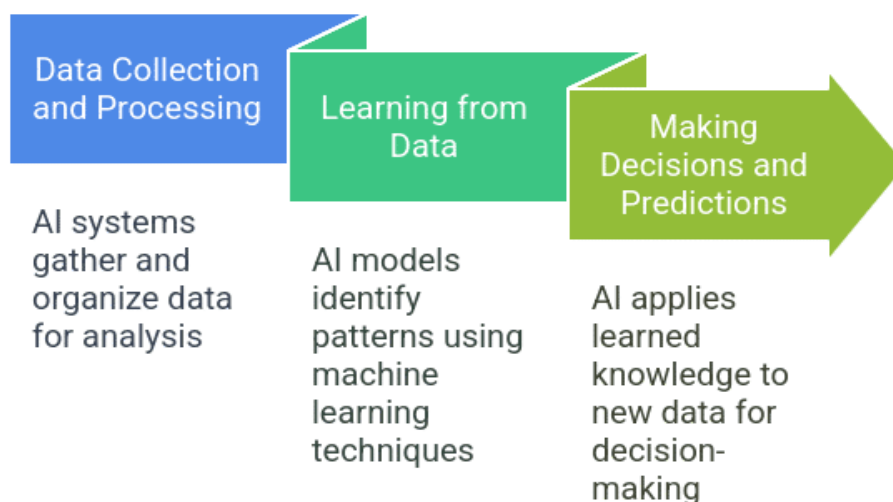 Data Collection
and Processing
AI systems
gather and
organize data
for analysis
Learning from
Data
AI models
identify
patterns using
machine
learning
techniques
Making
Decisions and
Predictions
AI applies
learned
knowledge to
new data for
decision-
making